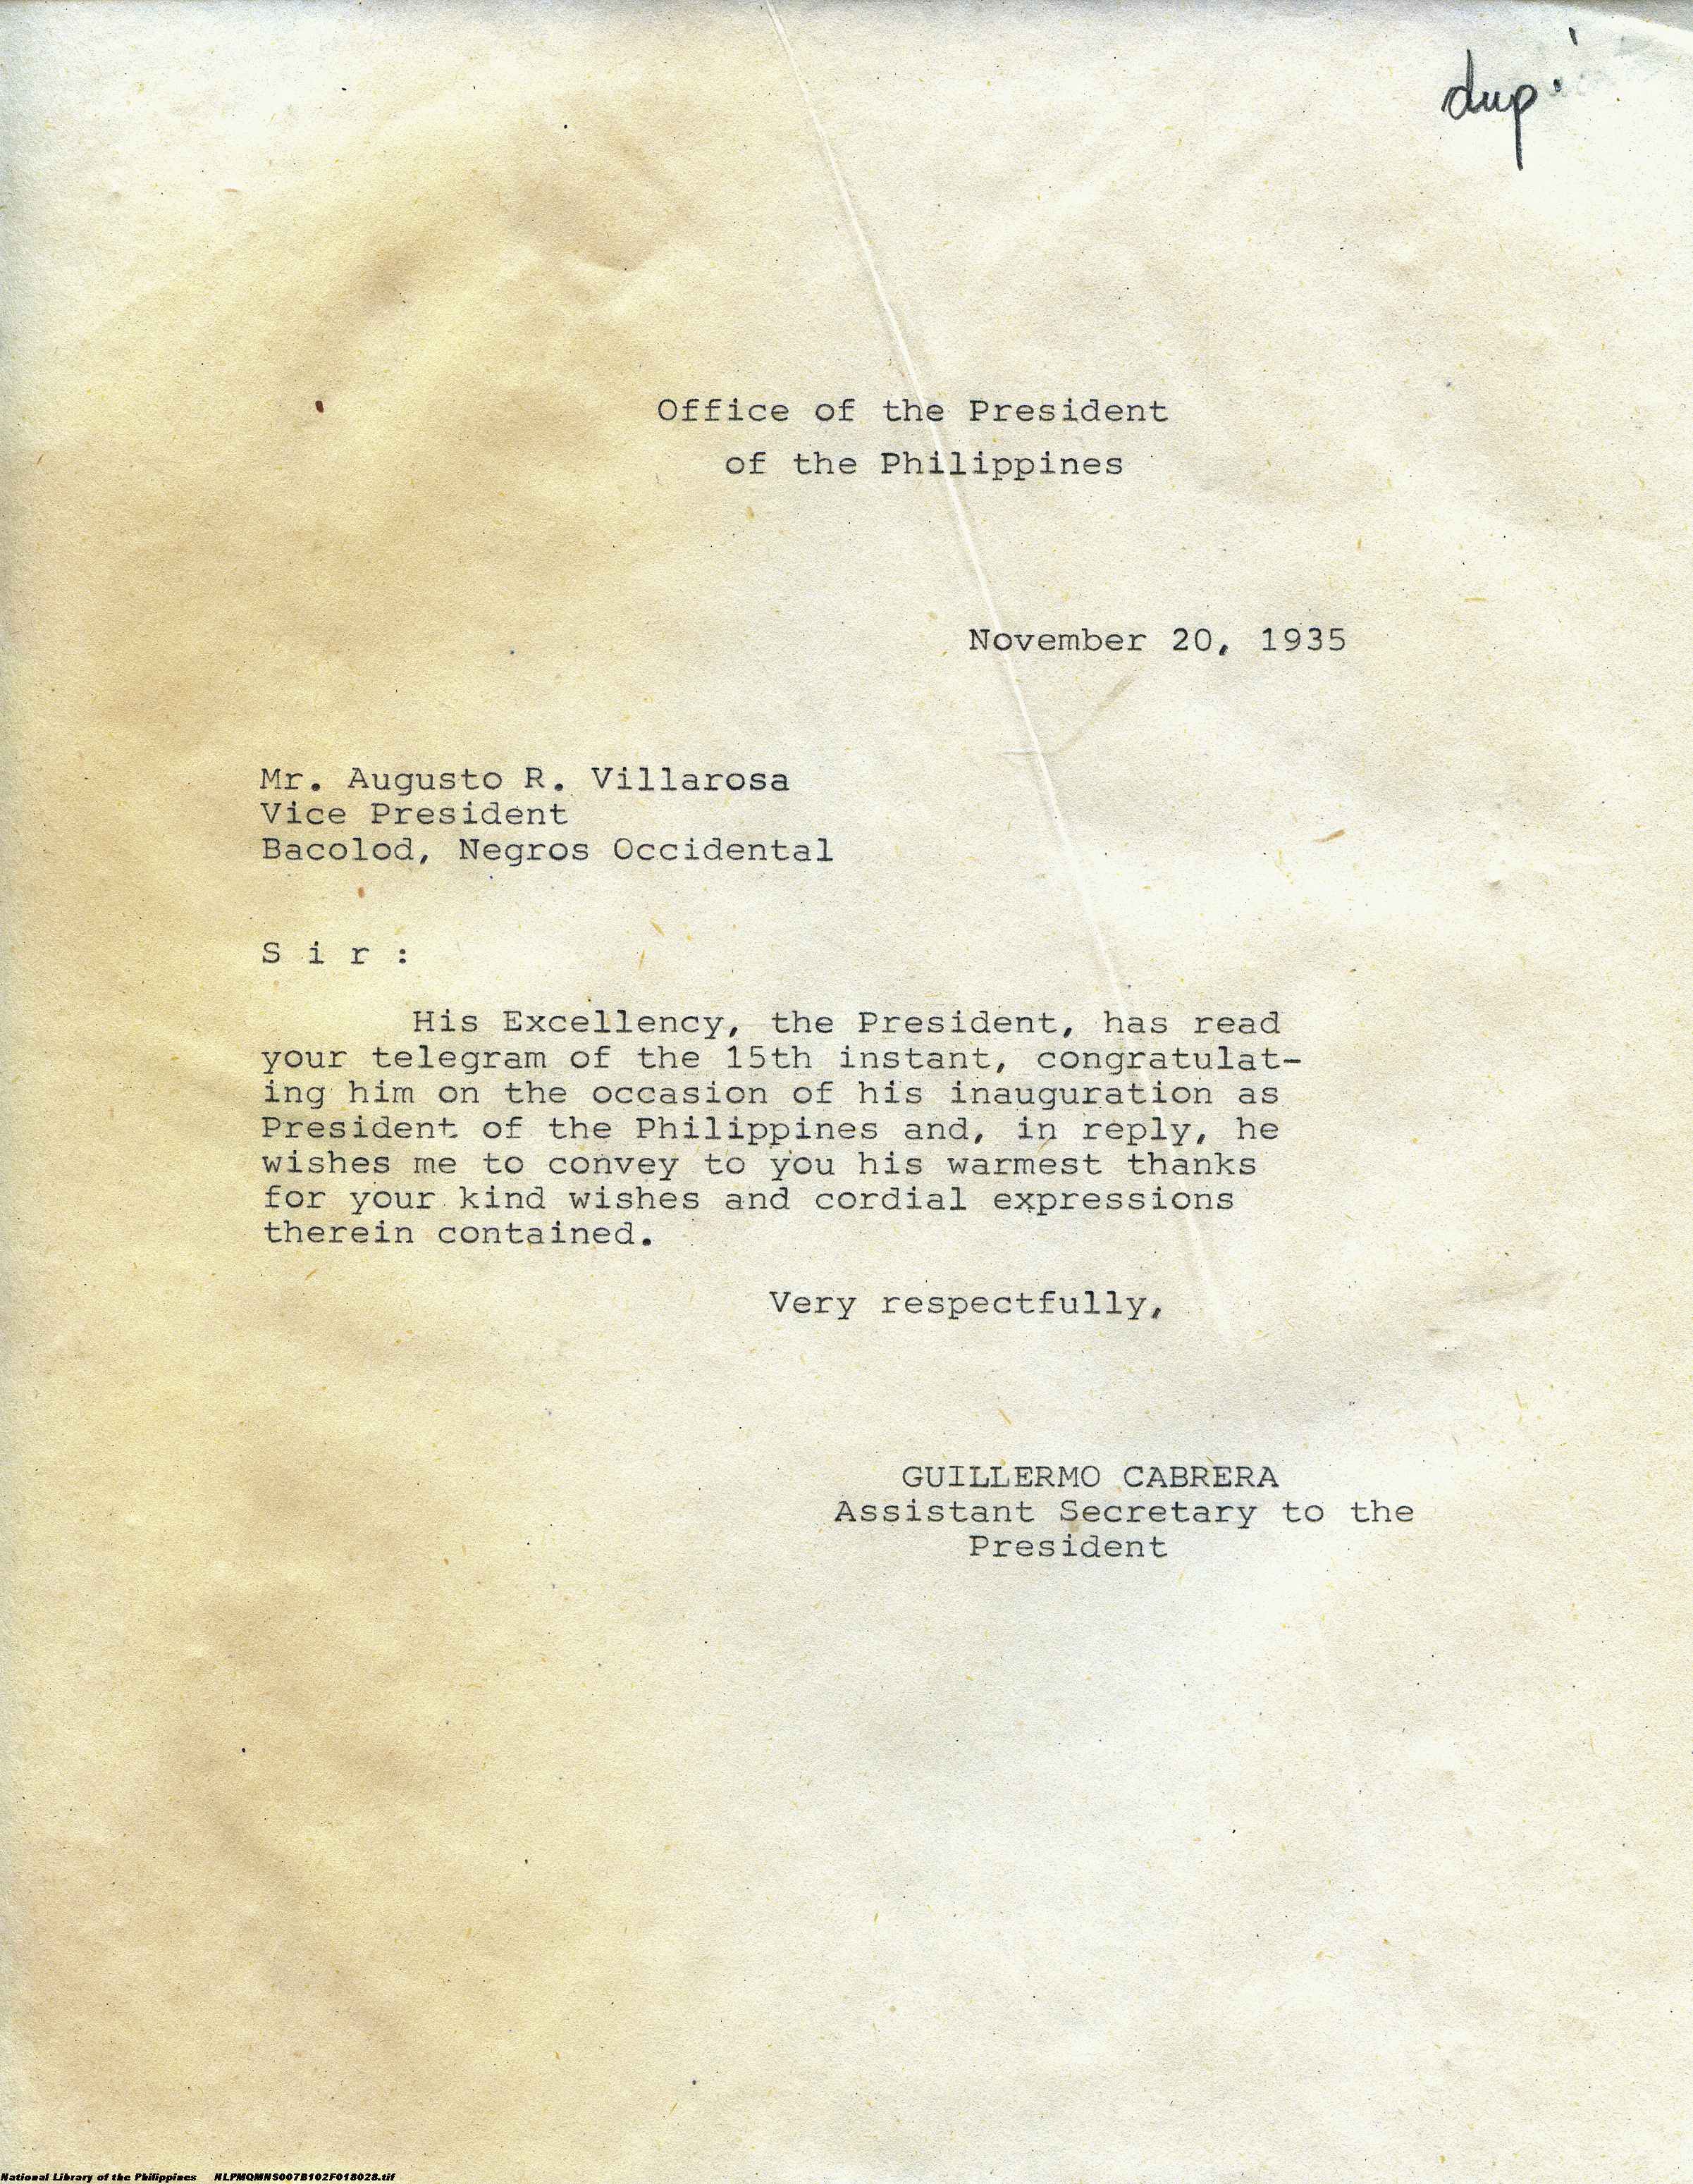 dup.
Office of the President
of the Philippines
November 20, 1935
Mr. Augusto R. Villarosa
Vice President
Bacolod, Negros Occidental
S i r :
His Excellency, the President, has read
your telegram of the 15th instant, congratulat-
ing him on the occasion of his inauguration as
President of the Philippines and, in reply, he
wishes me to convey to you his warmest thanks
for your kind wishes and cordial expressions
therein contained.
Very respectfully,
GUILLERMO CABRERA
Assistant Secretary to the
President
National Library of the Philippines NLPMQMNS007B102F018028.tif